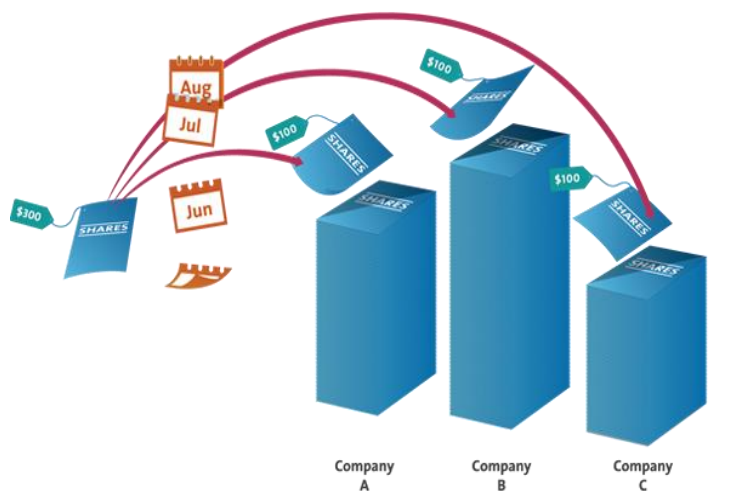 Aug
Jul
Jun
$300
SHARES
$100
SHARES
$100
SHARES
$100
SHARES
SHARES
SHARES
SHARES
Company
A
Company
B
Company
C